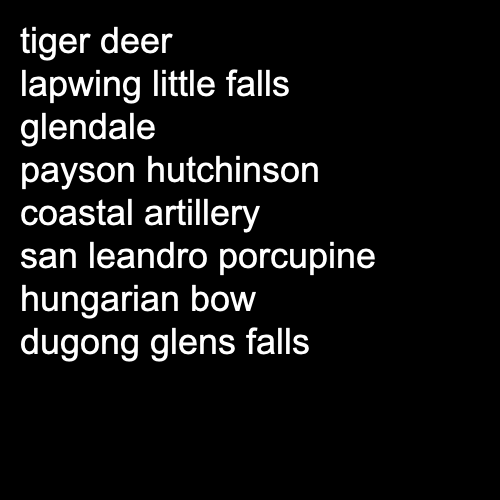 tiger deer
lapwing little falls
glendale
payson hutchinson
coastal artillery
san leandro porcupine
hungarian bow
dugong glens falls